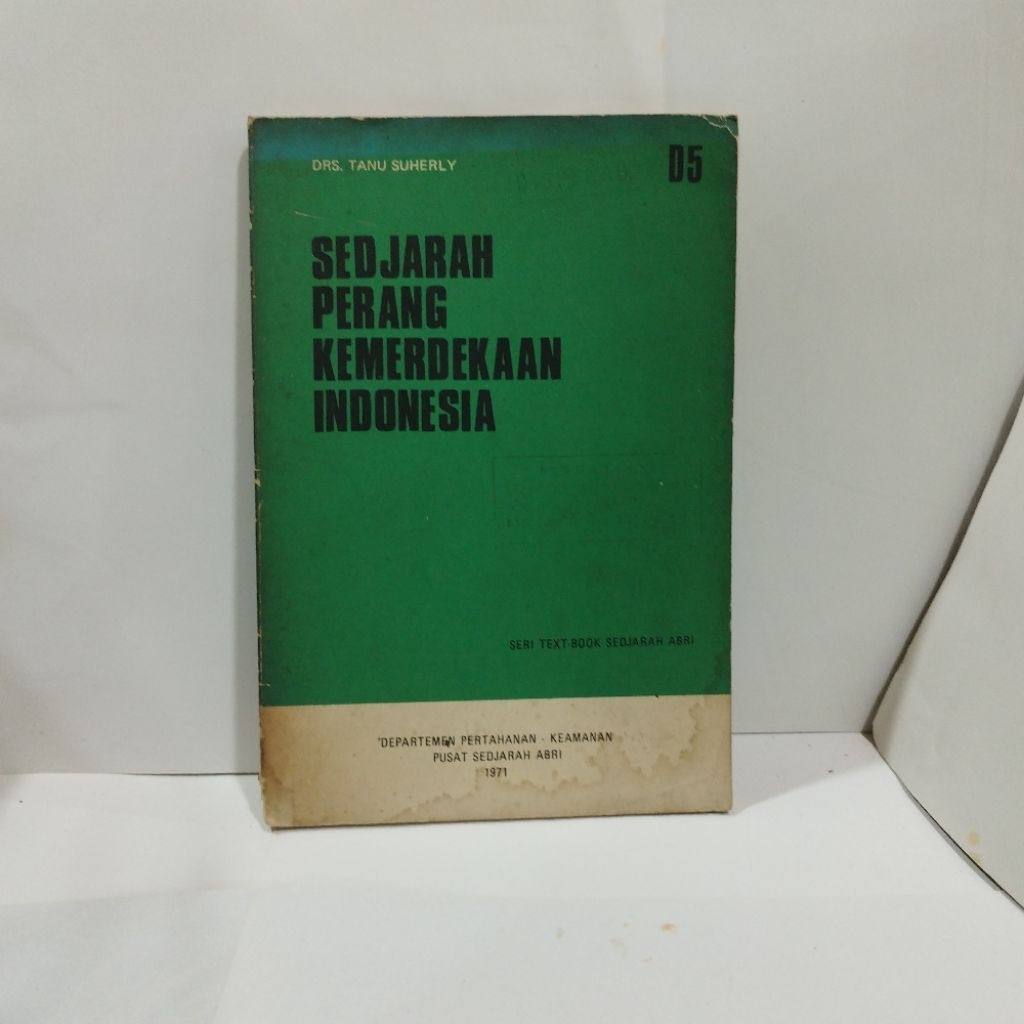 DRS. TANU SUHERLY
D5
SEDJARAH
PERANG
KEMERDEKAAN
INDONESIA
SERI TEXT-BOOK SEDJARAH ABRI
DEPARTEMEN PERTAHANAN - KEAMANAN
PUSAT SEDJARAH ABRI
1971